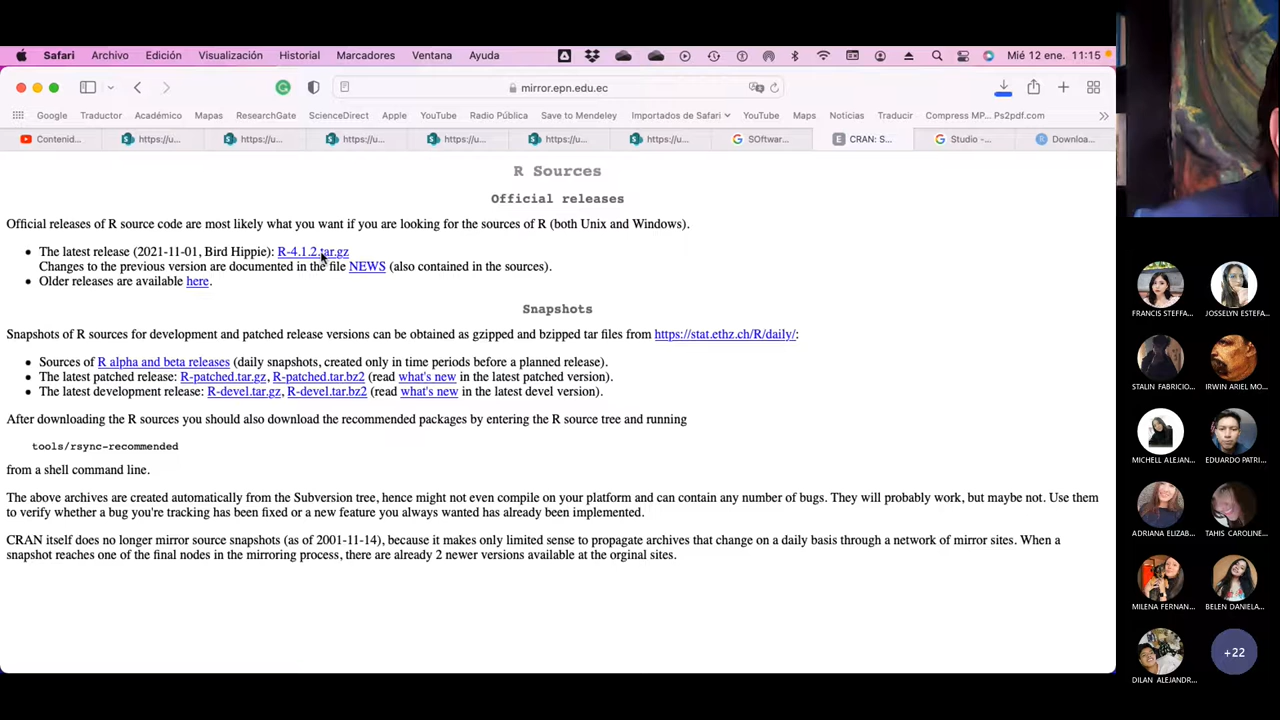 Safari Archivo Edición Visualización Historial Marcadores Ventana Ayuda Mié 12 ene. 11:15
mirror.epn.edu.ec
Google Traductor Académico Mapas ResearchGate ScienceDirect Apple YouTube Radio Pública Save to Mendeley Importados de Safari YouTube Maps Noticias Traducir Compress MP... Ps2pdf.com
Contenid... https://u... https://u... https://u... https://u... https://u... https://u... SOftwar... CRAN: S... Studio -... Downloa...
R Sources
Official releases
Official releases of R source code are most likely what you want if you are looking for the sources of R (both Unix and Windows).
The latest release (2021-11-01, Bird Hippie): R-4.1.2.tar.gz
Changes to the previous version are documented in the file NEWS (also contained in the sources).
Older releases are available here.
Snapshots
Snapshots of R sources for development and patched release versions can be obtained as gzipped and bzipped tar files from https://stat.ethz.ch/R/daily/:
Sources of R alpha and beta releases (daily snapshots, created only in time periods before a planned release).
The latest patched release: R-patched.tar.gz, R-patched.tar.bz2 (read what's new in the latest patched version).
The latest development release: R-devel.tar.gz, R-devel.tar.bz2 (read what's new in the latest devel version).
After downloading the R sources you should also download the recommended packages by entering the R source tree and running
tools/rsync-recommended
from a shell command line.
The above archives are created automatically from the Subversion tree, hence might not even compile on your platform and can contain any number of bugs. They will probably work, but maybe not. Use them
to verify whether a bug you're tracking has been fixed or a new feature you always wanted has already been implemented.
CRAN itself does no longer mirror source snapshots (as of 2001-11-14), because it makes only limited sense to propagate archives that change on a daily basis through a network of mirror sites. When a
snapshot reaches one of the final nodes in the mirroring process, there are already 2 newer versions available at the orginal sites.
FRANCIS STEFFA... JOSSELYN ESTEFA...
STALIN FABRICIO... IRWIN ARIEL MO...
MICHELL ALEJAN... EDUARDO PATRI...
ADRIANA ELIZAB... TAHIS CAROLINE...
MILENA FERNAN... BELEN DANIELA...
+22
DILAN ALEJANDR...